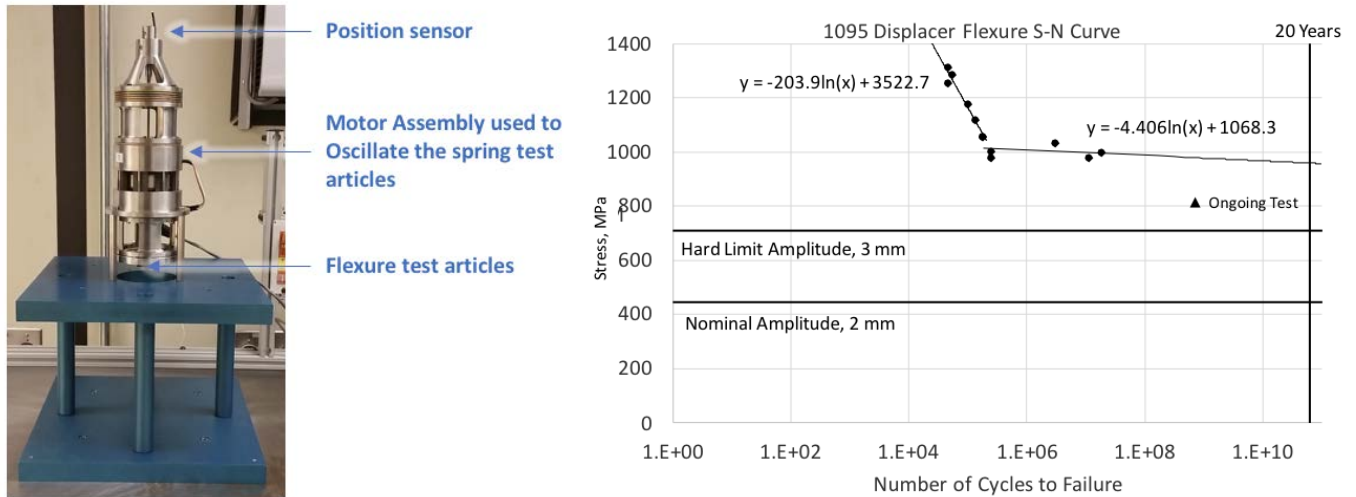 Position sensor
Motor Assembly used to
Oscillate the spring test
articles
Flexure test articles
1095 Displacer Flexure S-N Curve
20 Years
1400
1200
1000
800
600
400
200
0
Stress, MPa
y = -203.9ln(x) + 3522.7
y = -4.406ln(x) + 1068.3
Ongoing Test
Hard Limit Amplitude, 3 mm
Nominal Amplitude, 2 mm
1.E+00 1.E+02 1.E+04 1.E+06 1.E+08 1.E+10
Number of Cycles to Failure